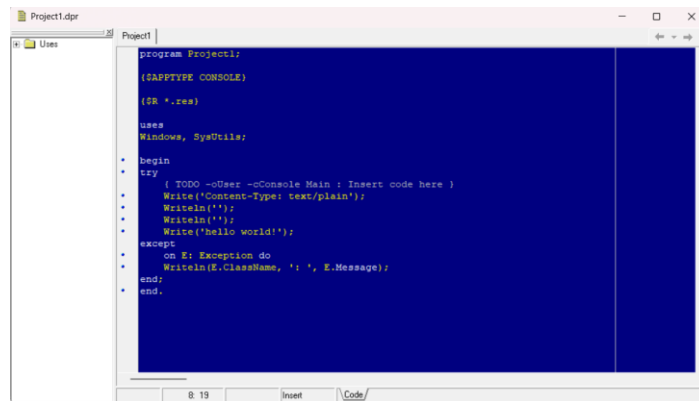 Project1.dpr
Uses
Project1
program Project1;
{$APPTYPE CONSOLE}
{$R *.res}
uses
Windows, SysUtils;
begin
try
{ TODO -oUser -cConsole Main : Insert code here }
Write('Content-Type: text/plain');
Writeln('');
Writeln('');
Write('hello world!');
except
on E: Exception do
Writeln(E.ClassName, ': ', E.Message);
end;
end.
8: 19
Insert
Code